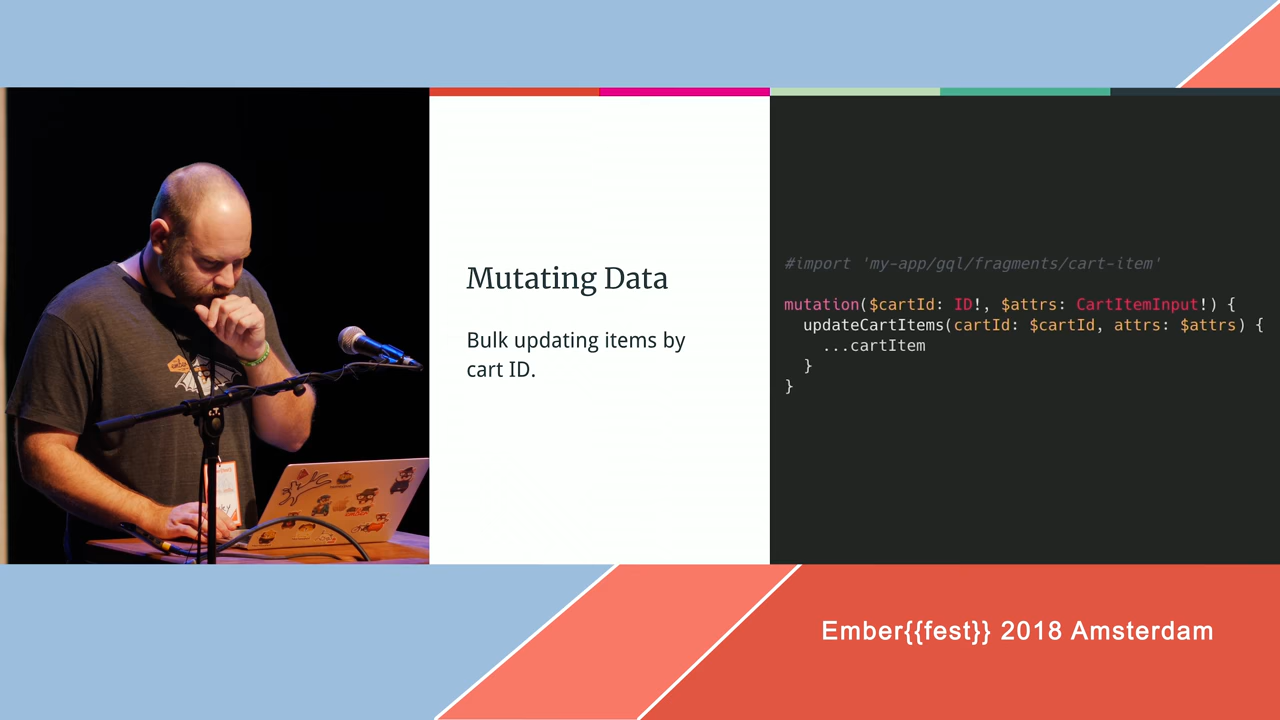 Mutating Data
Bulk updating items by
cart ID.
#import 'my-app/gql/fragments/cart-item'
mutation($cartId: ID!, $attrs: CartItemInput!) {
  updateCartItems(cartId: $cartId, attrs: $attrs) {
    ...cartItem
  }
}
Ember{{fest}} 2018 Amsterdam